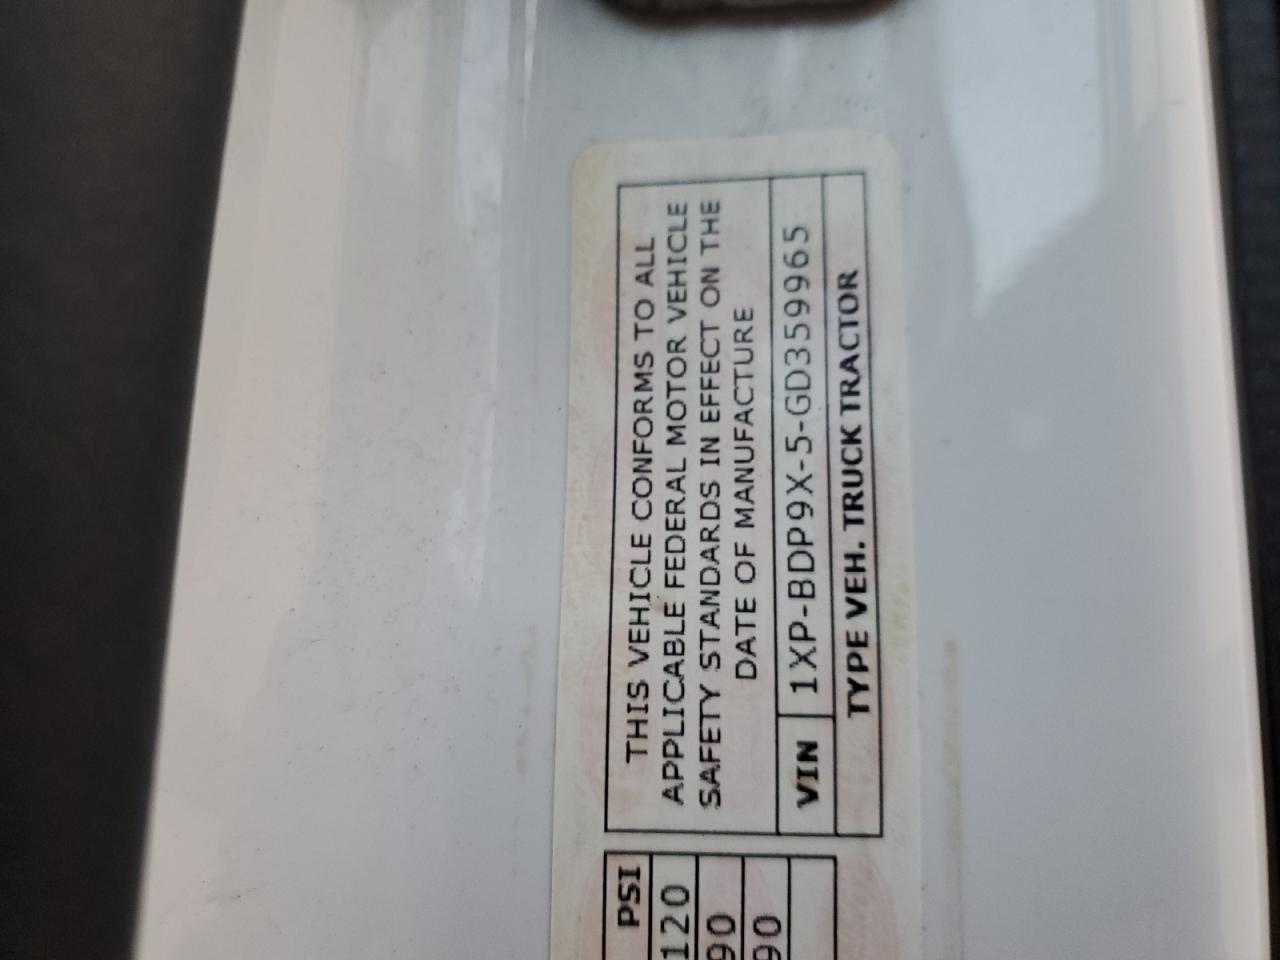 THIS VEHICLE CONFORMS TO ALL
APPLICABLE FEDERAL MOTOR VEHICLE
SAFETY STANDARDS IN EFFECT ON THE
DATE OF MANUFACTURE
VIN 1XP-BDP9X-5-GD359965
TYPE VEH. TRUCK TRACTOR
PSI
120
90
90